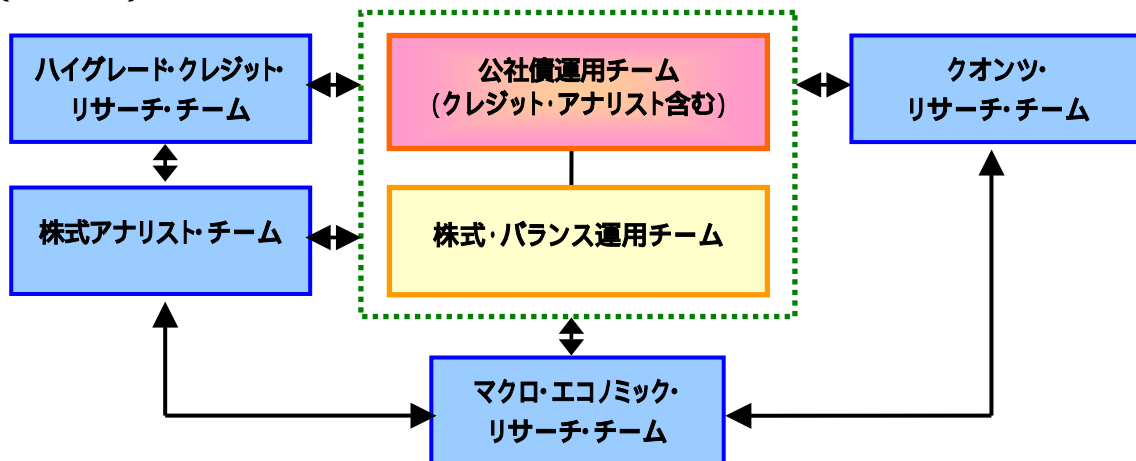 ハイグレード・クレジット・
リサーチ・チーム
公社債運用チーム
(クレジット・アナリスト含む)
クオンツ・
リサーチ・チーム
株式アナリスト・チーム
株式・バランス運用チーム
マクロ・エコノミック・
リサーチ・チーム